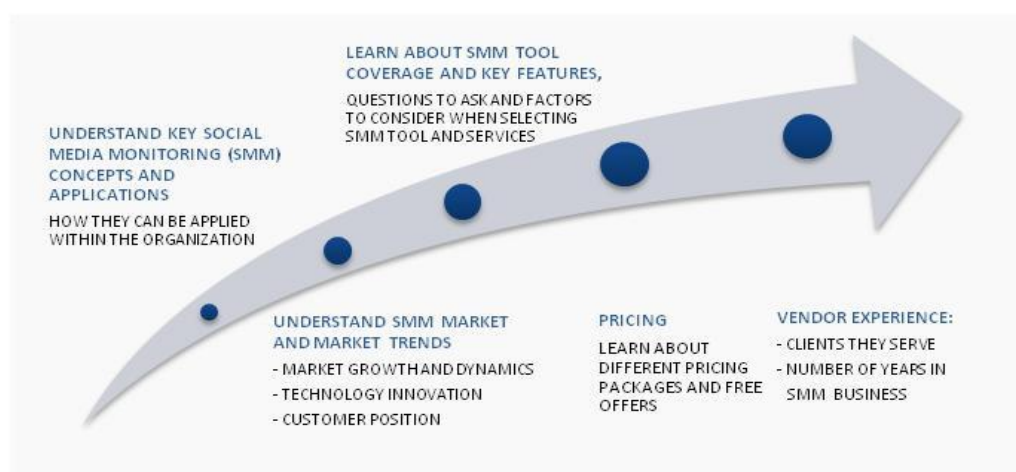 LEARN ABOUT SMM TOOL
COVERAGE AND KEY FEATURES,
QUESTIONS TO ASK AND FACTORS
TO CONSIDER WHEN SELECTING
SMM TOOL AND SERVICES
UNDERSTAND KEY SOCIAL
MEDIA MONITORING (SMM)
CONCEPTS AND
APPLICATIONS
HOW THEY CAN BE APPLIED
WITHIN THE ORGANIZATION
UNDERSTAND SMM MARKET
AND MARKET TRENDS
- MARKET GROWTH AND DYNAMICS
- TECHNOLOGY INNOVATION
- CUSTOMER POSITION
PRICING
LEARN ABOUT
DIFFERENT PRICING
PACKAGES AND FREE
OFFERS
VENDOR EXPERIENCE:
- CLIENTS THEY SERVE
- NUMBER OF YEARS IN
SMM BUSINESS